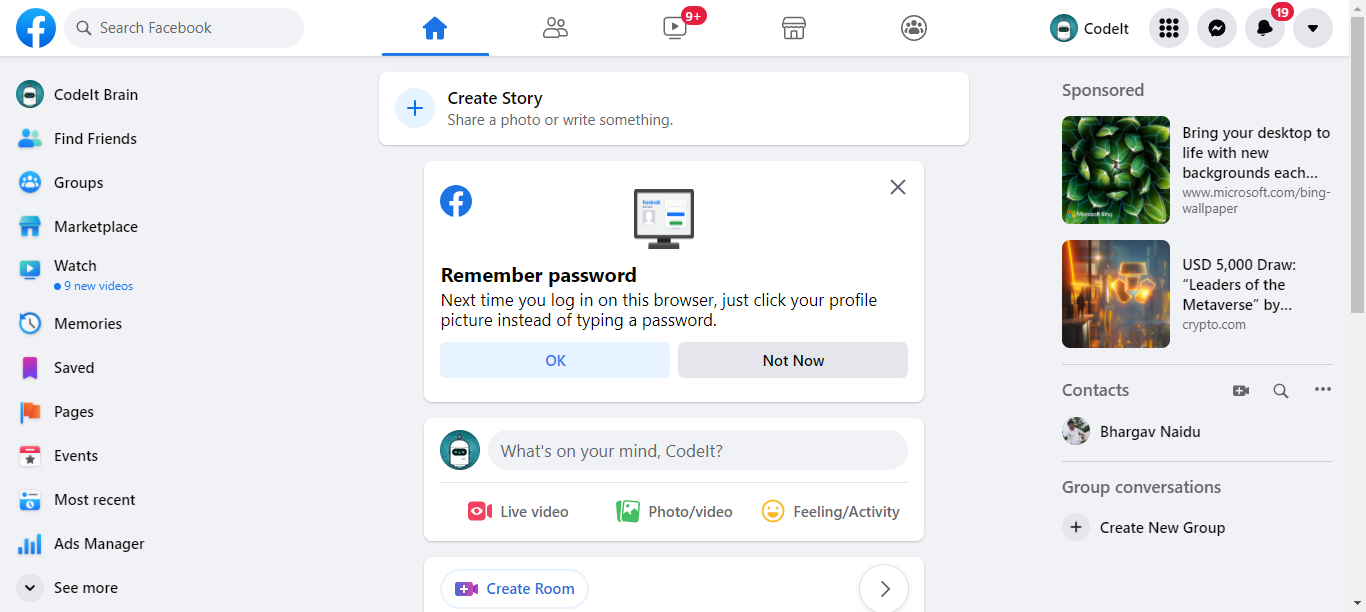 Search Facebook
9+
CodeIt
19
CodeIt Brain
Find Friends
Groups
Marketplace
Watch
9 new videos
Memories
Saved
Pages
Events
Most recent
Ads Manager
See more
Create Story
Share a photo or write something.
facebook
Remember password
Next time you log in on this browser, just click your profile
picture instead of typing a password.
OK
Not Now
What's on your mind, CodeIt?
Live video
Photo/video
Feeling/Activity
Create Room
Sponsored
Microsoft Bing
Bring your desktop to
life with new
backgrounds each...
www.microsoft.com/bing-
wallpaper
USD 5,000 Draw:
“Leaders of the
Metaverse” by...
crypto.com
Contacts
Bhargav Naidu
Group conversations
Create New Group